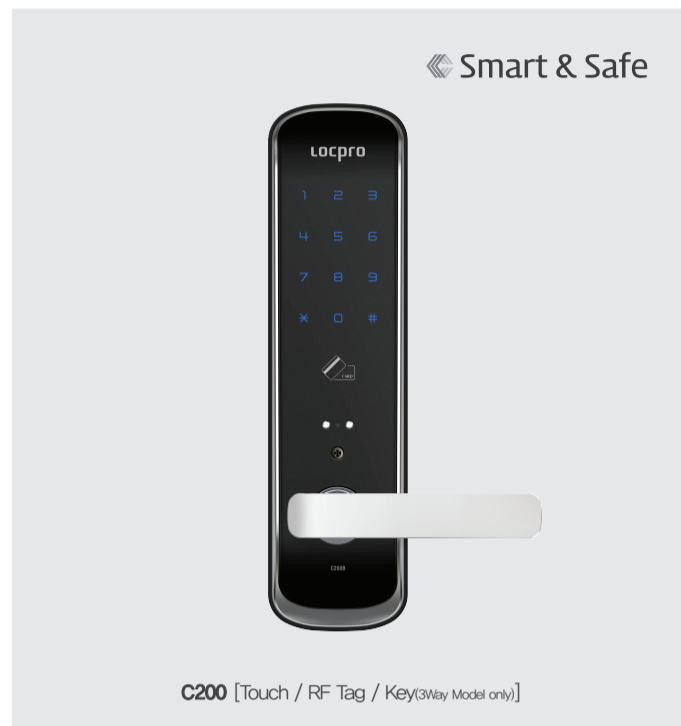 Smart & Safe
Locpro
1 2 3
4 5 6
7 8 9
* 0 #
CARD
C200 [Touch / RF Tag / Key(3Way Model only)]